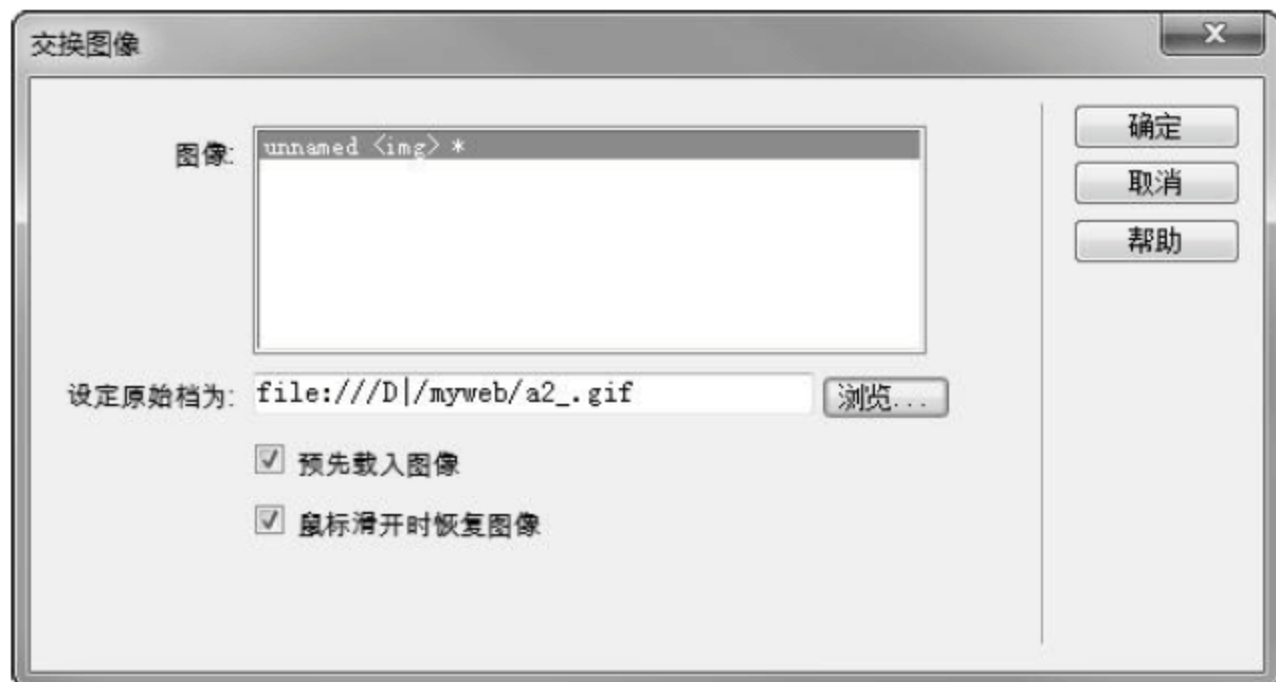 交换图像
图像:
unnamed <img> *
确定
取消
帮助
设定原始档为:
file:///D|/myweb/a2_.gif
浏览...
预先载入图像
鼠标滑开时恢复图像